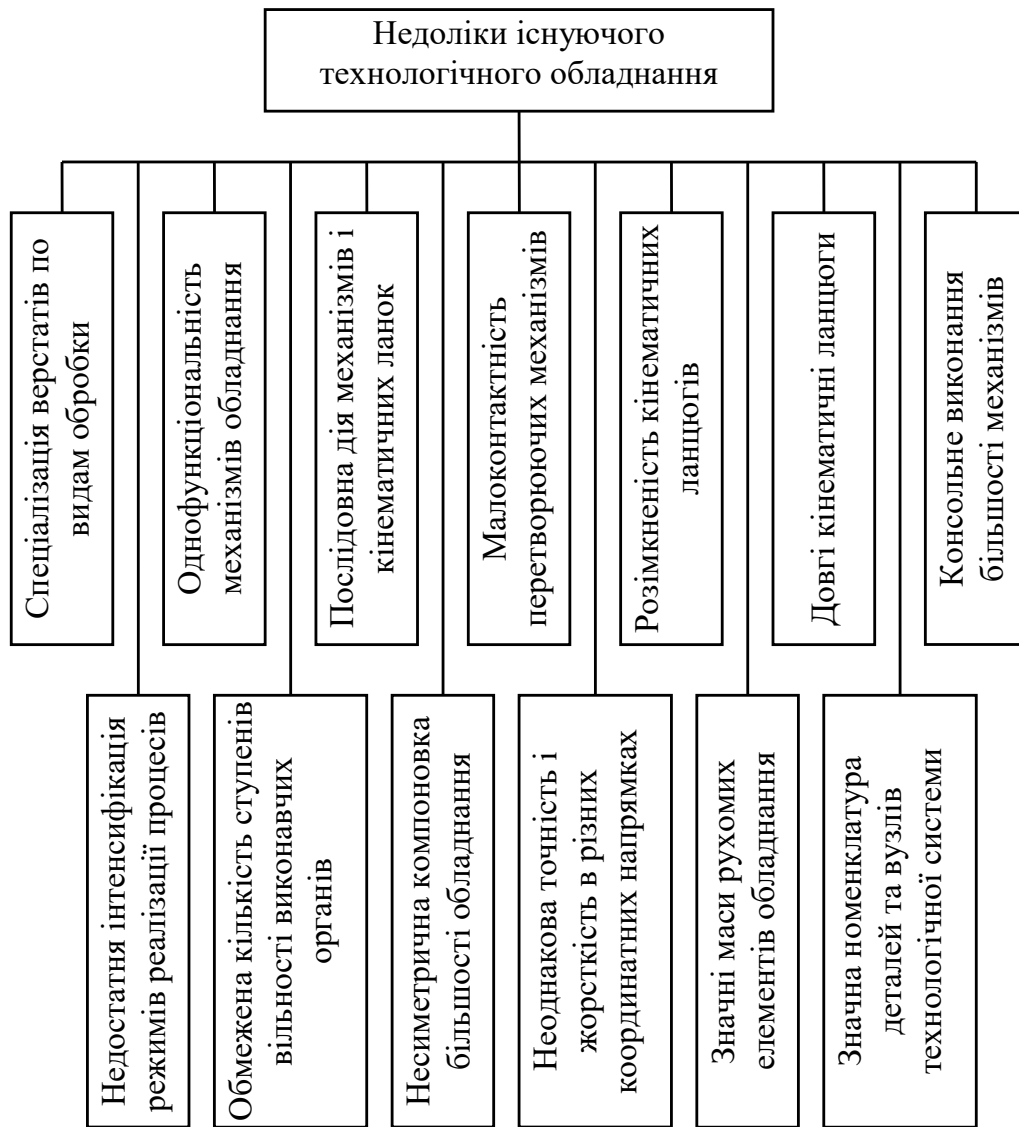 Недоліки існуючого
технологічного обладнання
Спеціалізація верстатів по
видам обробки
Однофункціональність
механізмів обладнання
Послідовна дія механізмів і
кінематичних ланок
Малоконтактність
перетворюючих механізмів
Розімкненість кінематичних
ланцюгів
Довгі кінематичні ланцюги
Консольне виконання
більшості механізмів
Недостатня інтенсифікація
режимів реалізації процесів
Обмежена кількість ступенів
вільності виконавчих
органів
Несиметрична компоновка
більшості обладнання
Неоднакова точність і
жорсткість в різних
координатних напрямках
Значні маси рухомих
елементів обладнання
Значна номенклатура
деталей та вузлів
технологічної системи